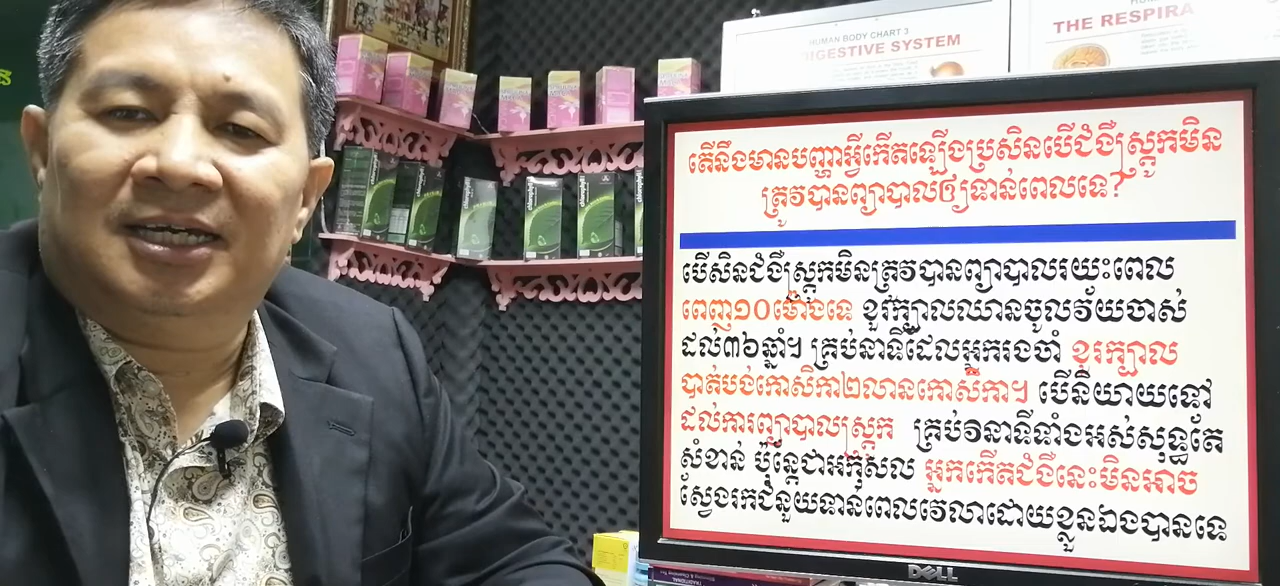 HUMAN BODY CHART 3
DIGESTIVE SYSTEM
THE RESPIRA
តើនឹងមានបញ្ហាអ្វីកើតឡើងប្រសិនបើជំងឺស្ត្រូកមិន
ត្រូវបានព្យាបាលឲ្យទាន់ពេលទេ?
បើសិនជំងឺស្ត្រូកមិនត្រូវបានព្យាបាលរយៈពេល
ពេញ១០ម៉ោងទេ ខួរក្បាលឈានចូលវ័យចាស់
ដល់៣៦ឆ្នាំ។ គ្រប់នាទីដែលអ្នករងចាំ ខួរក្បាល
បាត់បង់កោសិកា២លានកោសិកា។ បើនិយាយទៅ
ដល់ការព្យាបាលស្ត្រូក គ្រប់វិនាទីទាំងអស់សុទ្ធតែ
សំខាន់ ប៉ុន្តែជាអកុសល អ្នកកើតជំងឺនេះមិនអាច
ស្វែងរកជំនួយទាន់ពេលវេលាដោយខ្លួនឯងបានទេ
DELL